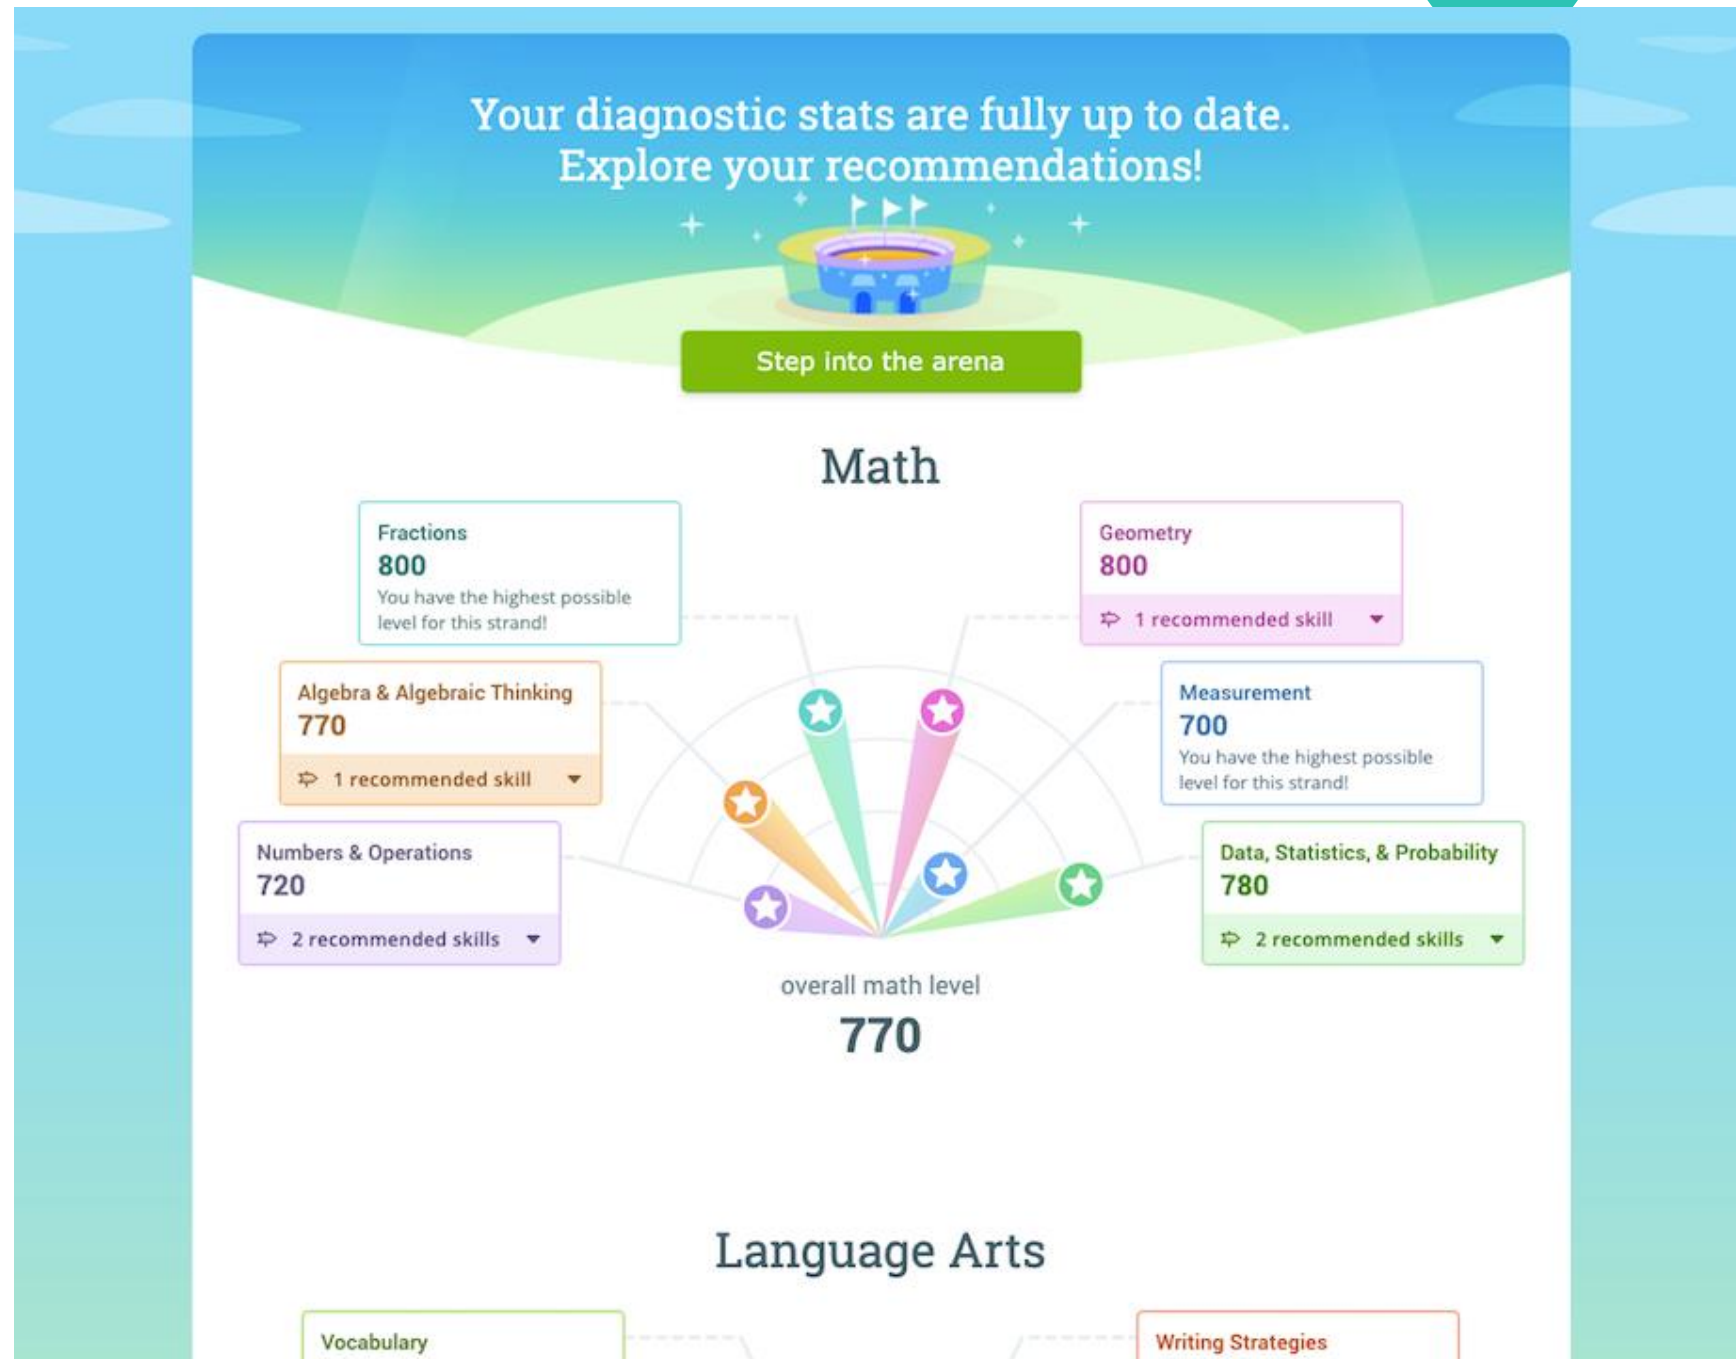 Your diagnostic stats are fully up to date.
Explore your recommendations!
Step into the arena
Math
Fractions
800
You have the highest possible
level for this strand!
Geometry
800
1 recommended skill
Algebra & Algebraic Thinking
770
1 recommended skill
Measurement
700
You have the highest possible
level for this strand!
Numbers & Operations
720
2 recommended skills
Data, Statistics, & Probability
780
2 recommended skills
overall math level
770
Language Arts
Vocabulary
Writing Strategies